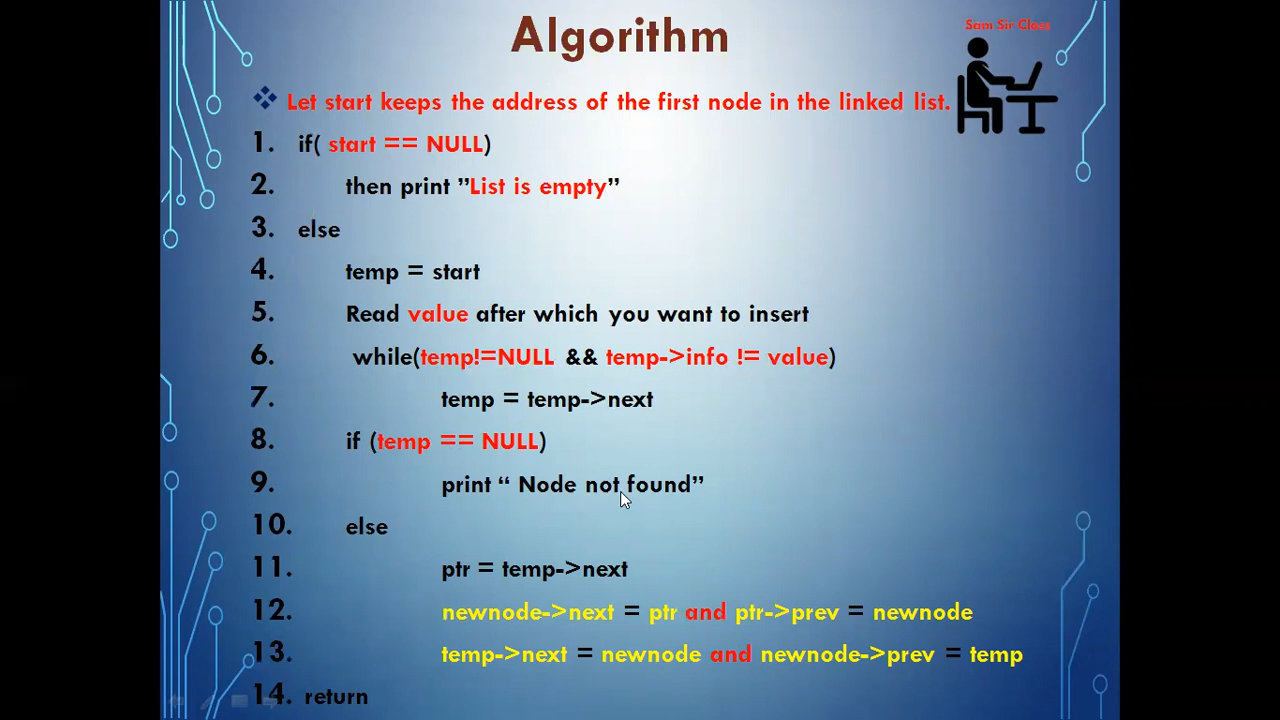 Algorithm
Sam Sir Class
❖ Let start keeps the address of the first node in the linked list.
1. if( start == NULL)
2. then print ”List is empty”
3. else
4. temp = start
5. Read value after which you want to insert
6. while(temp!=NULL && temp->info != value)
7. temp = temp->next
8. if (temp == NULL)
9. print “ Node not found”
10. else
11. ptr = temp->next
12. newnode->next = ptr and ptr->prev = newnode
13. temp->next = newnode and newnode->prev = temp
14. return